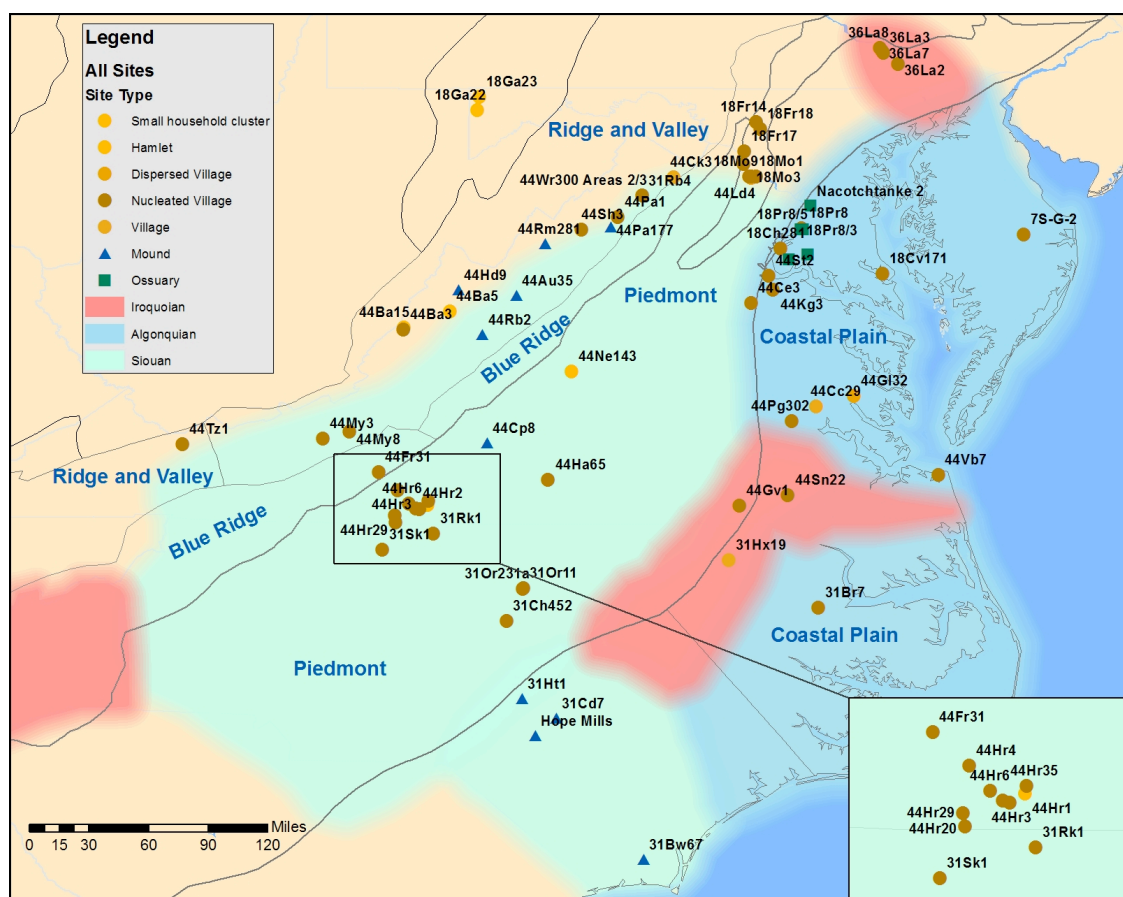 Legend
All Sites
Site Type
Small household cluster
Hamlet
Dispersed Village
Nucleated Village
Village
Mound
Ossuary
Iroquoian
Algonquian
Siouan
36La8 36La3
36La7
36La2
18Ga23
18Ga22
18Fr14
18Fr18
18Fr17
Ridge and Valley
44Ck3 18Mo9 18Mo1
18Mo3
44Wr300 Areas 2/3 31Rb4
44Pa1
44Ld4
Nacotchtanke 2
44Sh3
44Pa177
18Pr8/5 18Pr8
18Pr8/3
44Rm281
18Ch281
7S-G-2
44St2
18Cv171
44Hd9
44Au35
Piedmont
44Ce3
44Kg3
44Ba5
44Ba15 44Ba3
44Rb2
Coastal Plain
Blue Ridge
44Ne143
44Cc29
44Gl32
44Pg302
44Tz1
44My3
44My8
44Cp8
44Vb7
Ridge and Valley
44Fr31
44Ha65
44Sn22
44Gv1
44Hr6
44Hr2
44Hr3
Blue Ridge
31Rk1
44Hr29
31Sk1
31Hx19
31Or231a 31Or11
31Ch452
31Br7
Coastal Plain
Piedmont
31Ht1
31Cd7
Hope Mills
44Fr31
44Hr4
44Hr6
44Hr35
44Hr29
44Hr1
44Hr20
44Hr3
31Rk1
31Sk1
Miles
0 15 30 60 90 120
31Bw67